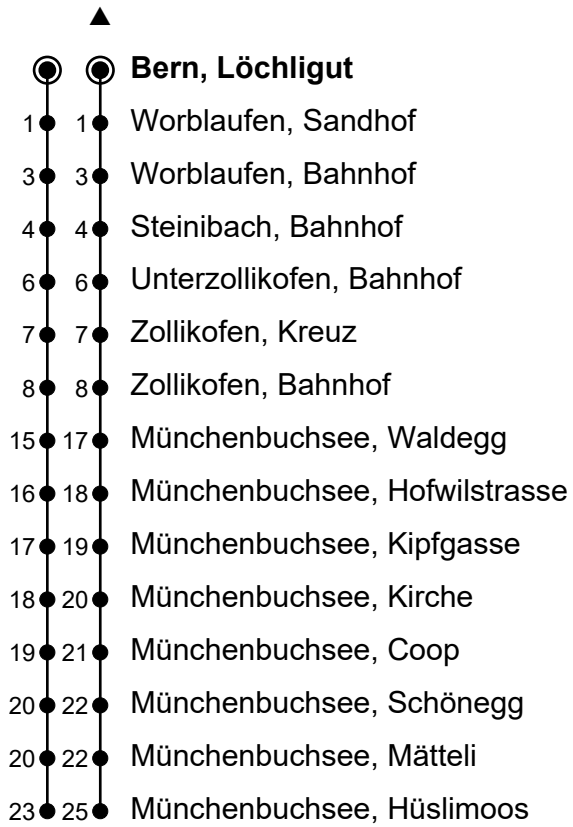 ▲
Bern, Löchligut
1 1 Worblaufen, Sandhof
3 3 Worblaufen, Bahnhof
4 4 Steinibach, Bahnhof
6 6 Unterzollikofen, Bahnhof
7 7 Zollikofen, Kreuz
8 8 Zollikofen, Bahnhof
15 17 Münchenbuchsee, Waldegg
16 18 Münchenbuchsee, Hofwilstrasse
17 19 Münchenbuchsee, Kipfgasse
18 20 Münchenbuchsee, Kirche
19 21 Münchenbuchsee, Coop
20 22 Münchenbuchsee, Schönegg
20 22 Münchenbuchsee, Mätteli
23 25 Münchenbuchsee, Hüslimoos